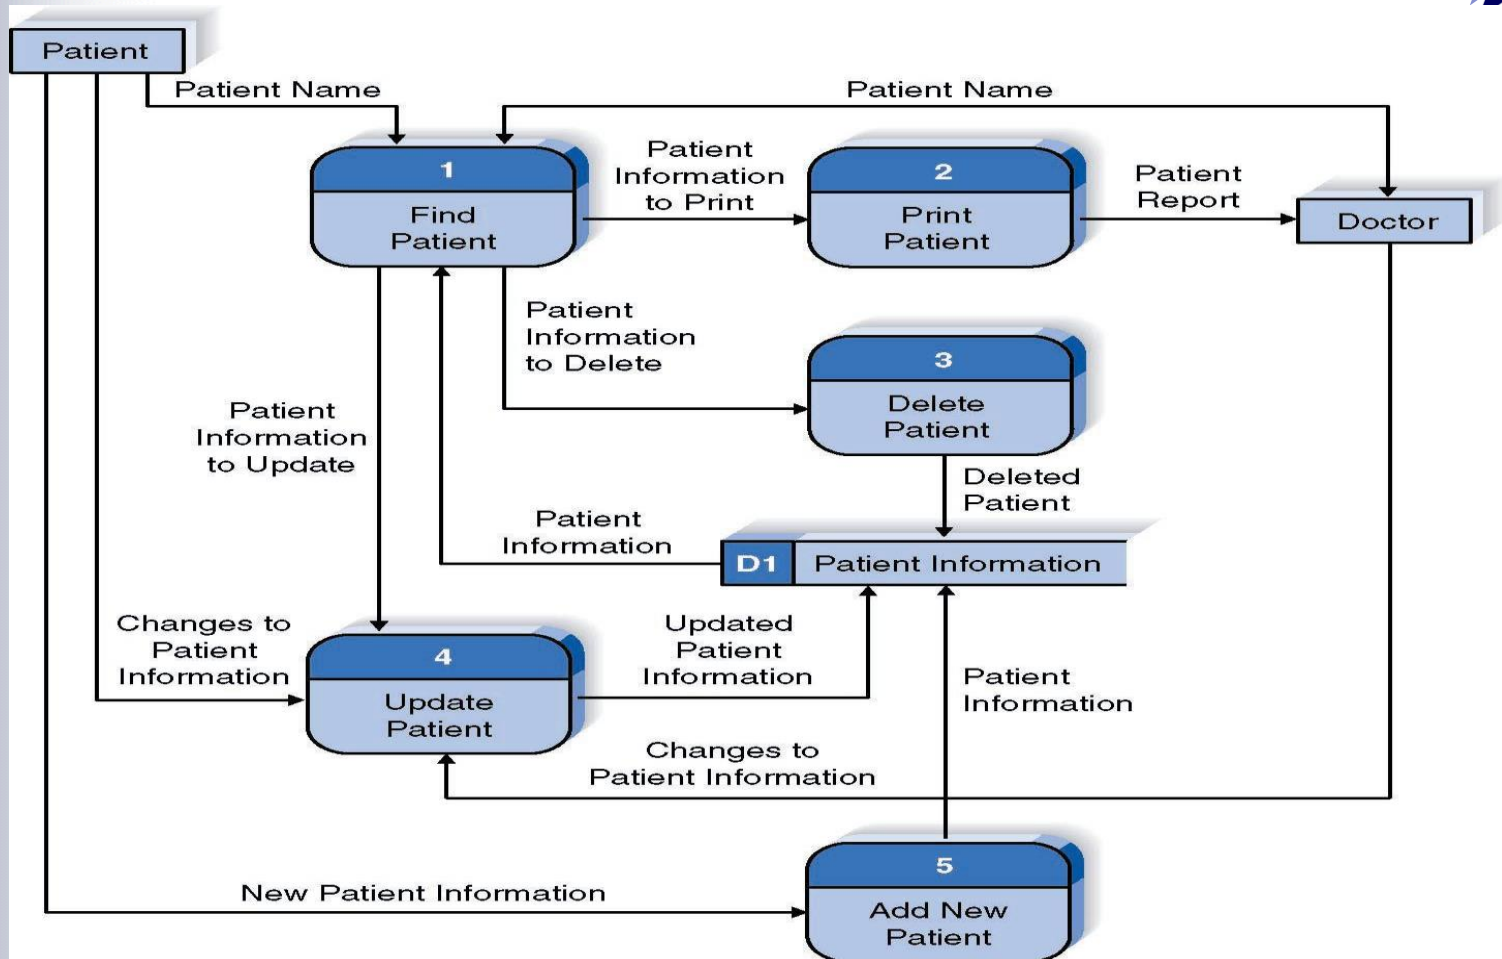 Patient
Patient Name
Patient Name
1
Find
Patient
Patient
Information
to Print
2
Print
Patient
Patient
Report
Doctor
Patient
Information
to Delete
3
Delete
Patient
Patient
Information
to Update
Deleted
Patient
Patient
Information
D1
Patient Information
Changes to
Patient
Information
4
Update
Patient
Updated
Patient
Information
Patient
Information
Changes to
Patient Information
New Patient Information
5
Add New
Patient